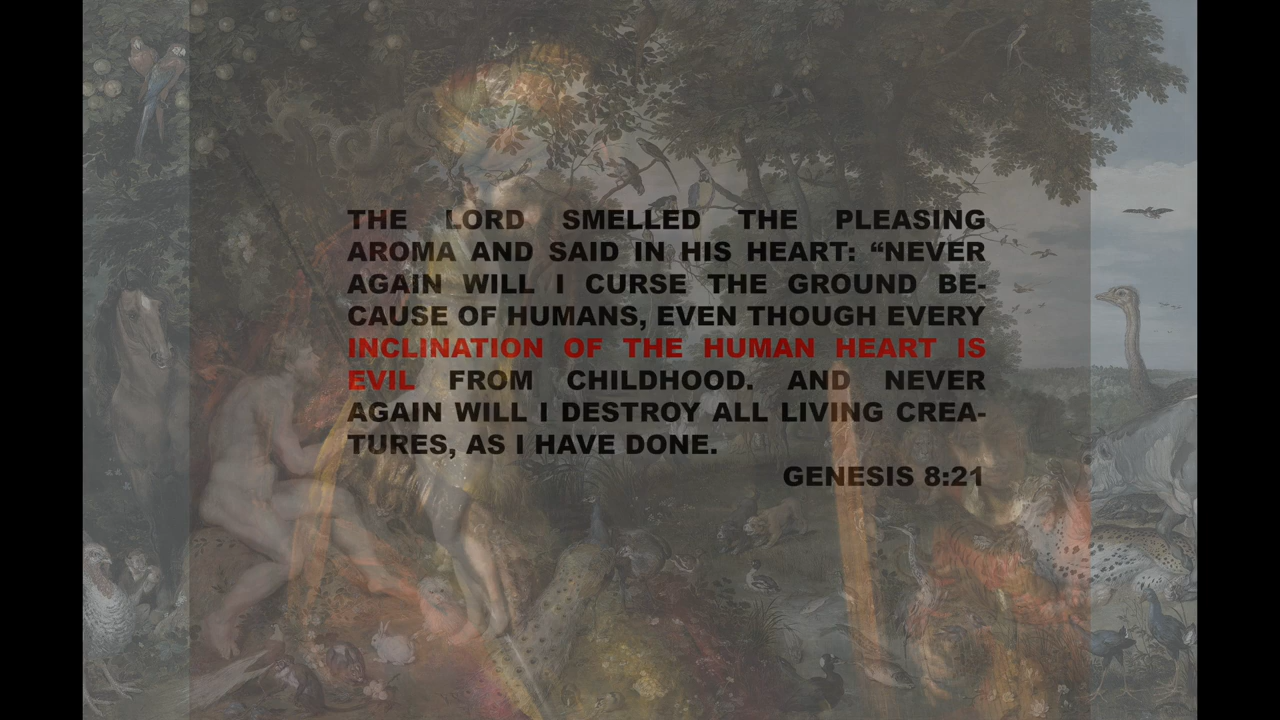 THE LORD SMELLED THE PLEASING
AROMA AND SAID IN HIS HEART: “NEVER
AGAIN WILL I CURSE THE GROUND BE-
CAUSE OF HUMANS, EVEN THOUGH EVERY
INCLINATION OF THE HUMAN HEART IS
EVIL FROM CHILDHOOD. AND NEVER
AGAIN WILL I DESTROY ALL LIVING CREA-
TURES, AS I HAVE DONE.
GENESIS 8:21